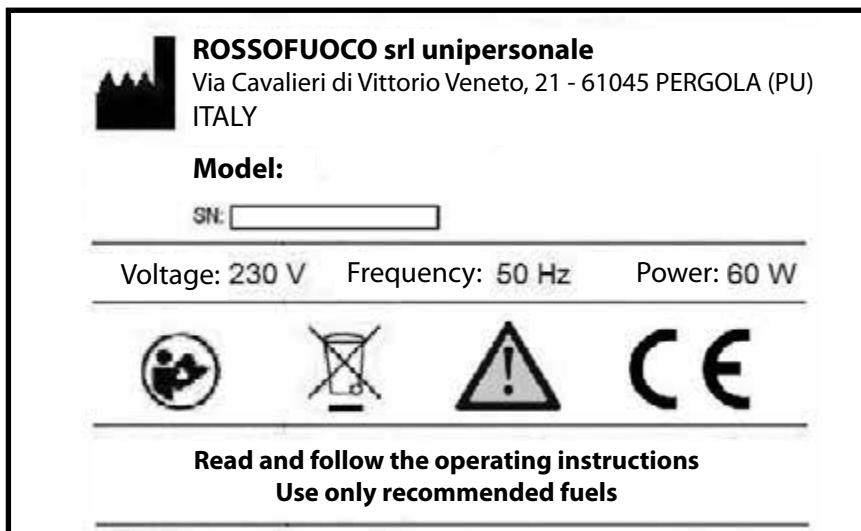 ROSSOFUOCO srl unipersonale
Via Cavalieri di Vittorio Veneto, 21 - 61045 PERGOLA (PU)
ITALY
Model:
SN:
Voltage: 230 V Frequency: 50 Hz Power: 60 W
CE
Read and follow the operating instructions
Use only recommended fuels